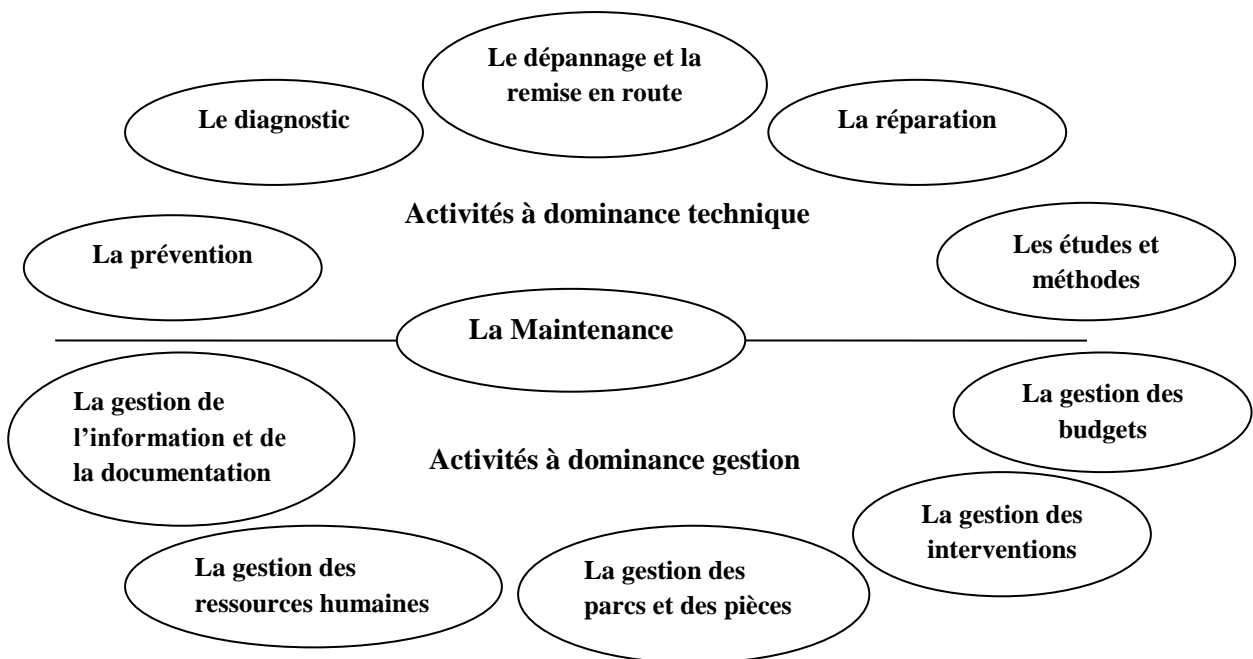 Le dépannage et la
remise en route
Le diagnostic
La réparation
Activités à dominance technique
La prévention
Les études et
méthodes
La Maintenance
La gestion de
l’information et de
la documentation
La gestion des
budgets
Activités à dominance gestion
La gestion des
interventions
La gestion des
ressources humaines
La gestion des
parcs et des pièces